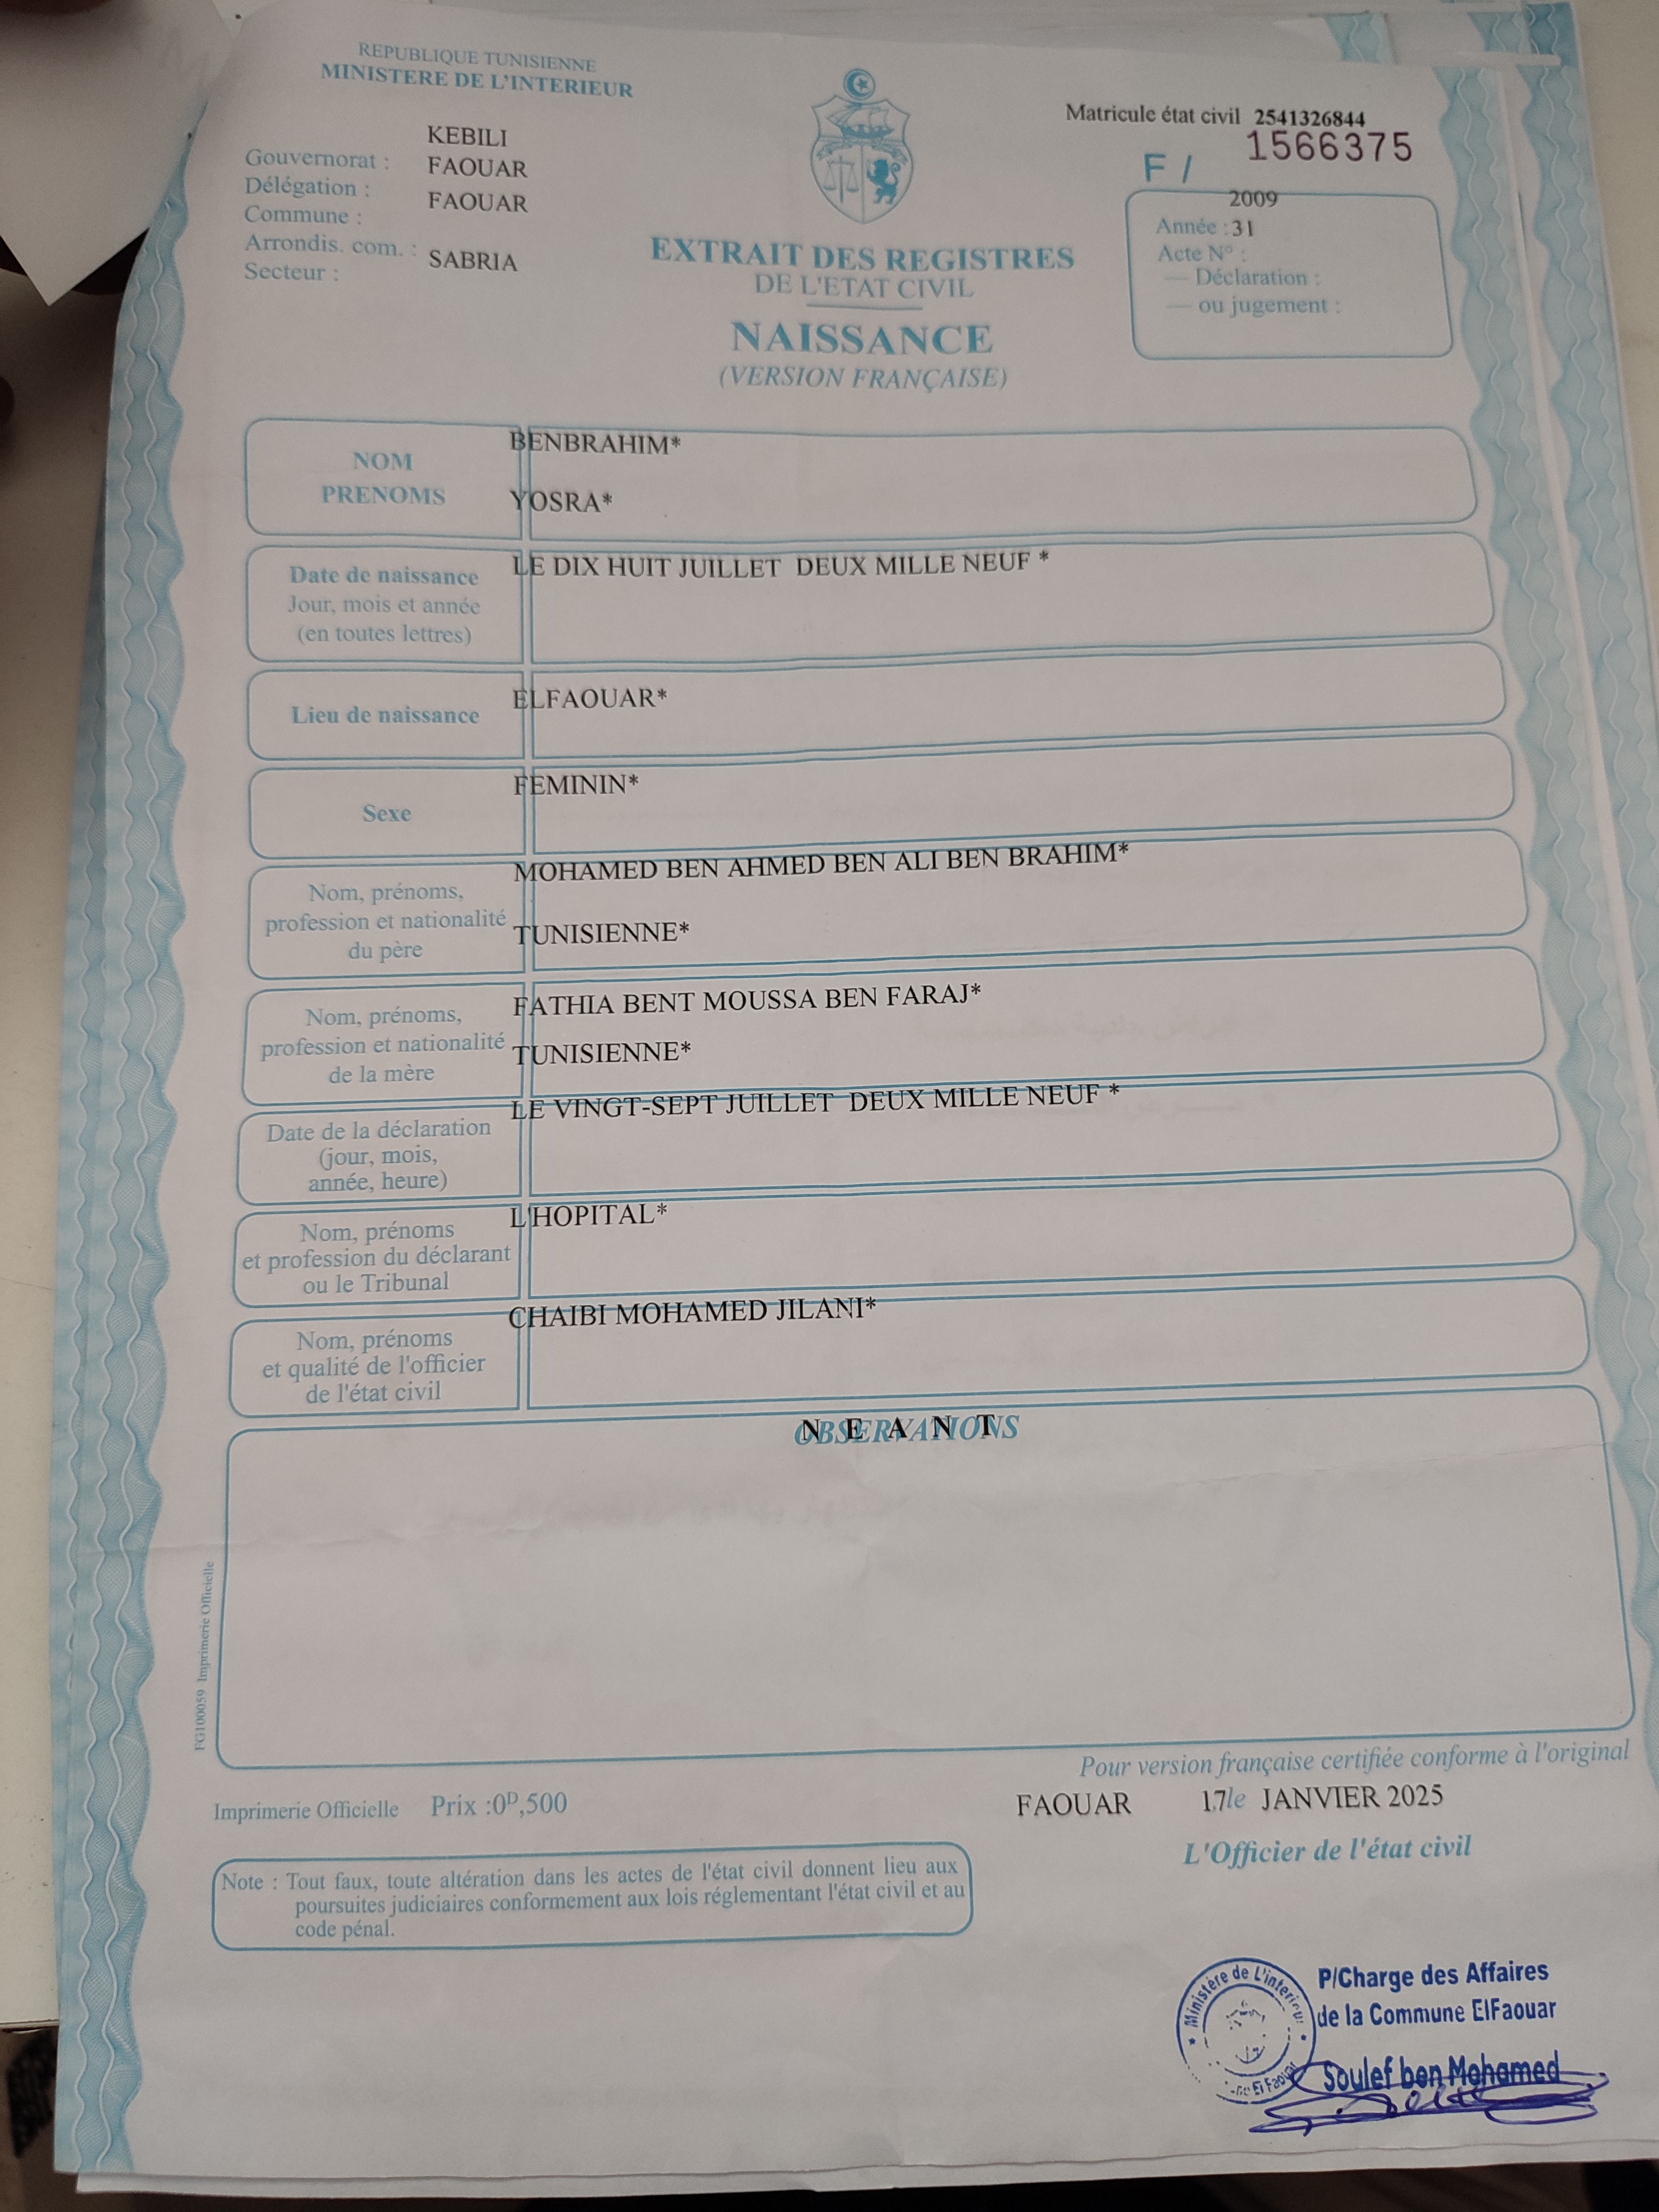 REPUBLIQUE TUNISIENNE
MINISTERE DE L'INTERIEUR
Matricule état civil 2541326844
F / 1566375
KEBILI
Gouvernorat :
FAOUAR
Délégation :
FAOUAR
Commune :
Arrondis. com. :
SABRIA
Secteur :
2009
Année : 31
Acte N° :
— Déclaration :
— ou jugement :
EXTRAIT DES REGISTRES
DE L'ETAT CIVIL
NAISSANCE
(VERSION FRANÇAISE)
NOM
BENBRAHIM*
PRENOMS
YOSRA*
Date de naissance
Jour, mois et année
(en toutes lettres)
LE DIX HUIT JUILLET DEUX MILLE NEUF *
Lieu de naissance
ELFAOUAR*
Sexe
FEMININ*
Nom, prénoms,
profession et nationalité
du père
MOHAMED BEN AHMED BEN ALI BEN BRAHIM*
TUNISIENNE*
Nom, prénoms,
profession et nationalité
de la mère
FATHIA BENT MOUSSA BEN FARAJ*
TUNISIENNE*
Date de la déclaration
(jour, mois,
année, heure)
LE VINGT-SEPT JUILLET DEUX MILLE NEUF *
Nom, prénoms
et profession du déclarant
ou le Tribunal
L'HOPITAL*
Nom, prénoms
et qualité de l'officier
de l'état civil
CHAIBI MOHAMED JILANI*
OBSERVATIONS
N E A N T
FG100059 Imprimerie Officielle
Pour version française certifiée conforme à l'original
Imprimerie Officielle Prix :0D,500
FAOUAR 17 le JANVIER 2025
L'Officier de l'état civil
Note : Tout faux, toute altération dans les actes de l'état civil donnent lieu aux
poursuites judiciaires conformement aux lois réglementant l'état civil et au
code pénal.
Ministère de L'interieur
El Faouar
P/Charge des Affaires
de la Commune ElFaouar
Soulef ben Mohamed